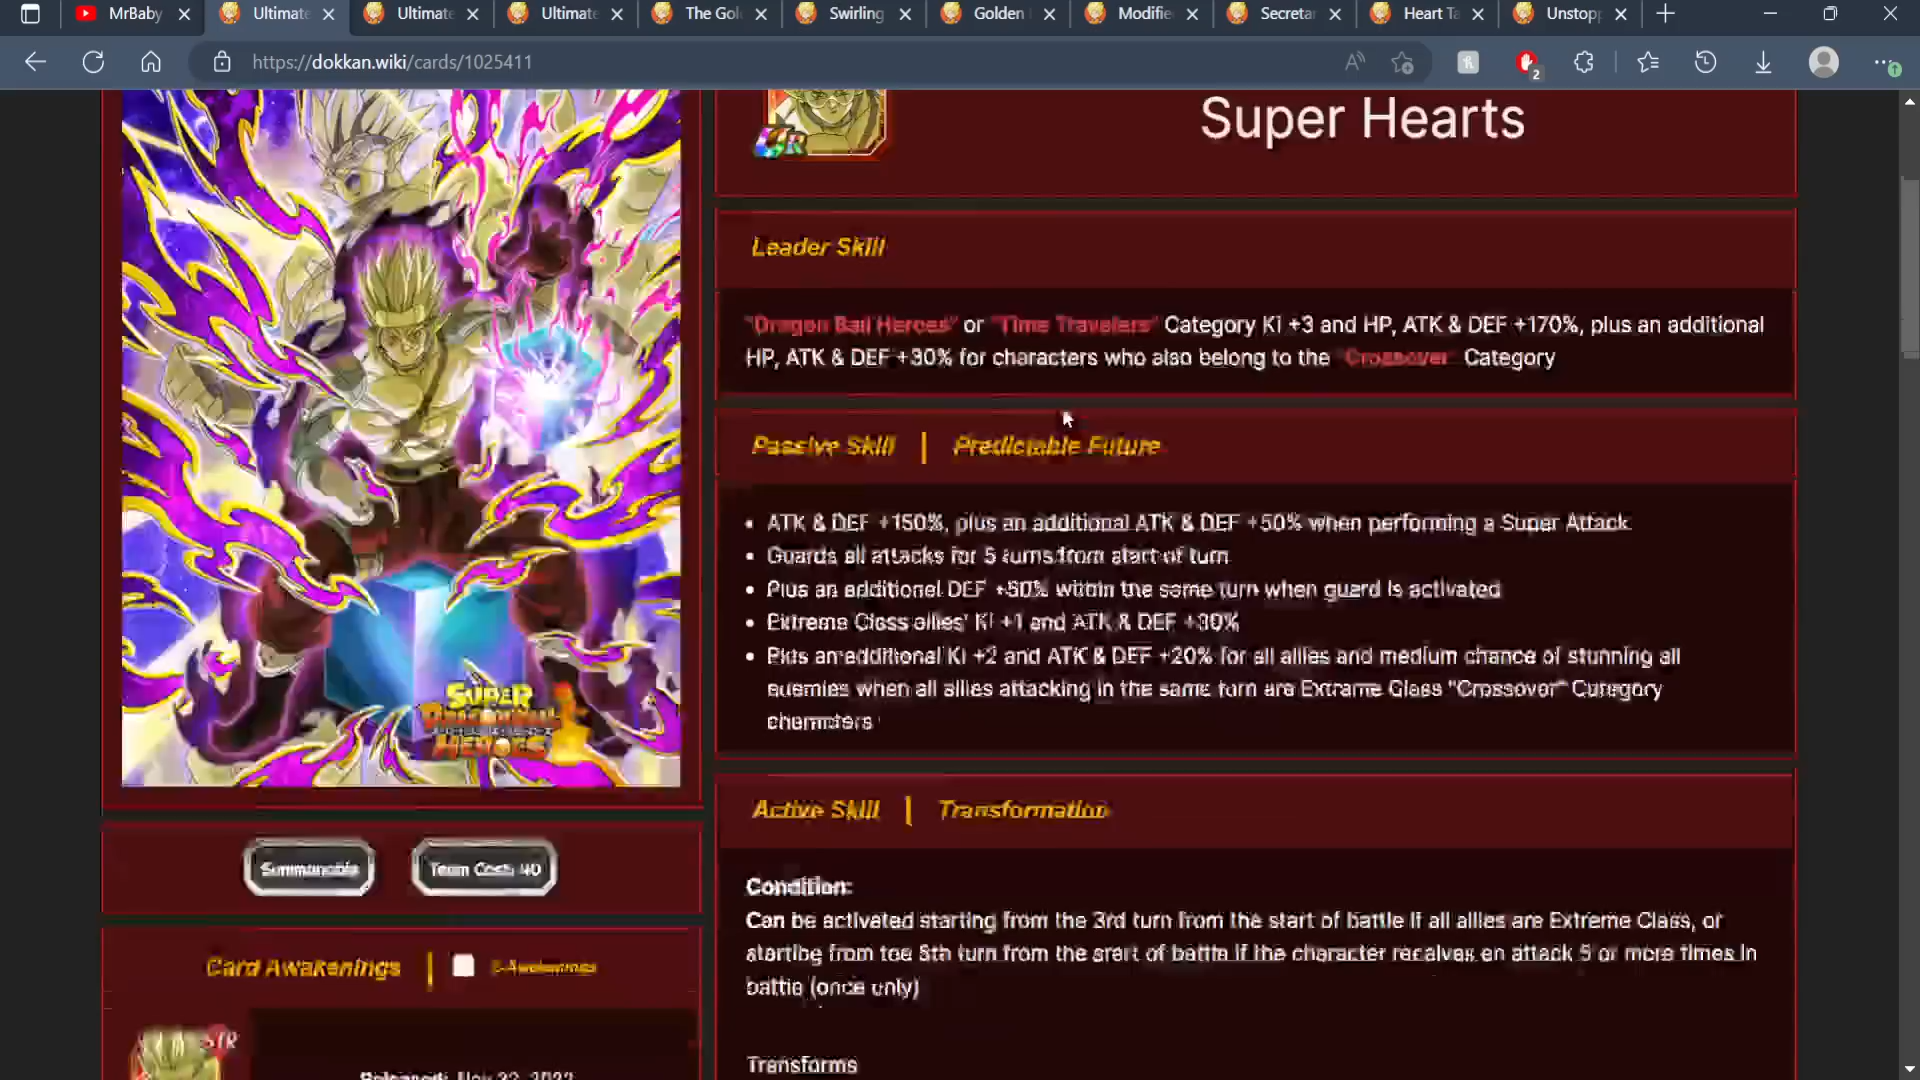 MrBaby
Ultimate
Ultimate
Ultimate
The Gol
Swirling
Golden
Modifie
Secretar
Heart Ta
Unstopp
https://dokkan.wiki/cards/1025411
2
Super Hearts
LR
Leader Skill
"Dragon Ball Heroes" or "Time Travelers" Category Ki +3 and HP, ATK & DEF +170%, plus an additional
HP, ATK & DEF +30% for characters who also belong to the "Crossover" Category
Passive Skill | Predictable Future
• ATK & DEF +150%, plus an additional ATK & DEF +50% when performing a Super Attack
• Guards all attacks for 5 turns from start of turn
• Plus an additional DEF +50% within the same turn when guard is activated
• Extreme Class allies' Ki +1 and ATK & DEF +30%
• Plus an additional Ki +2 and ATK & DEF +20% for all allies and medium chance of stunning all
enemies when all allies attacking in the same turn are Extreme Class "Crossover" Category
characters
SUPER
DRAGONBALL
HEROES
Active Skill | Transformation
Condition:
Can be activated starting from the 3rd turn from the start of battle if all allies are Extreme Class, or
starting from the 5th turn from the start of battle if the character receives an attack 5 or more times in
battle (once only)
Transforms
Summonable
Team Cost: 40
Card Awakenings |
Awakenings
STR
Released: Nov 22, 2022